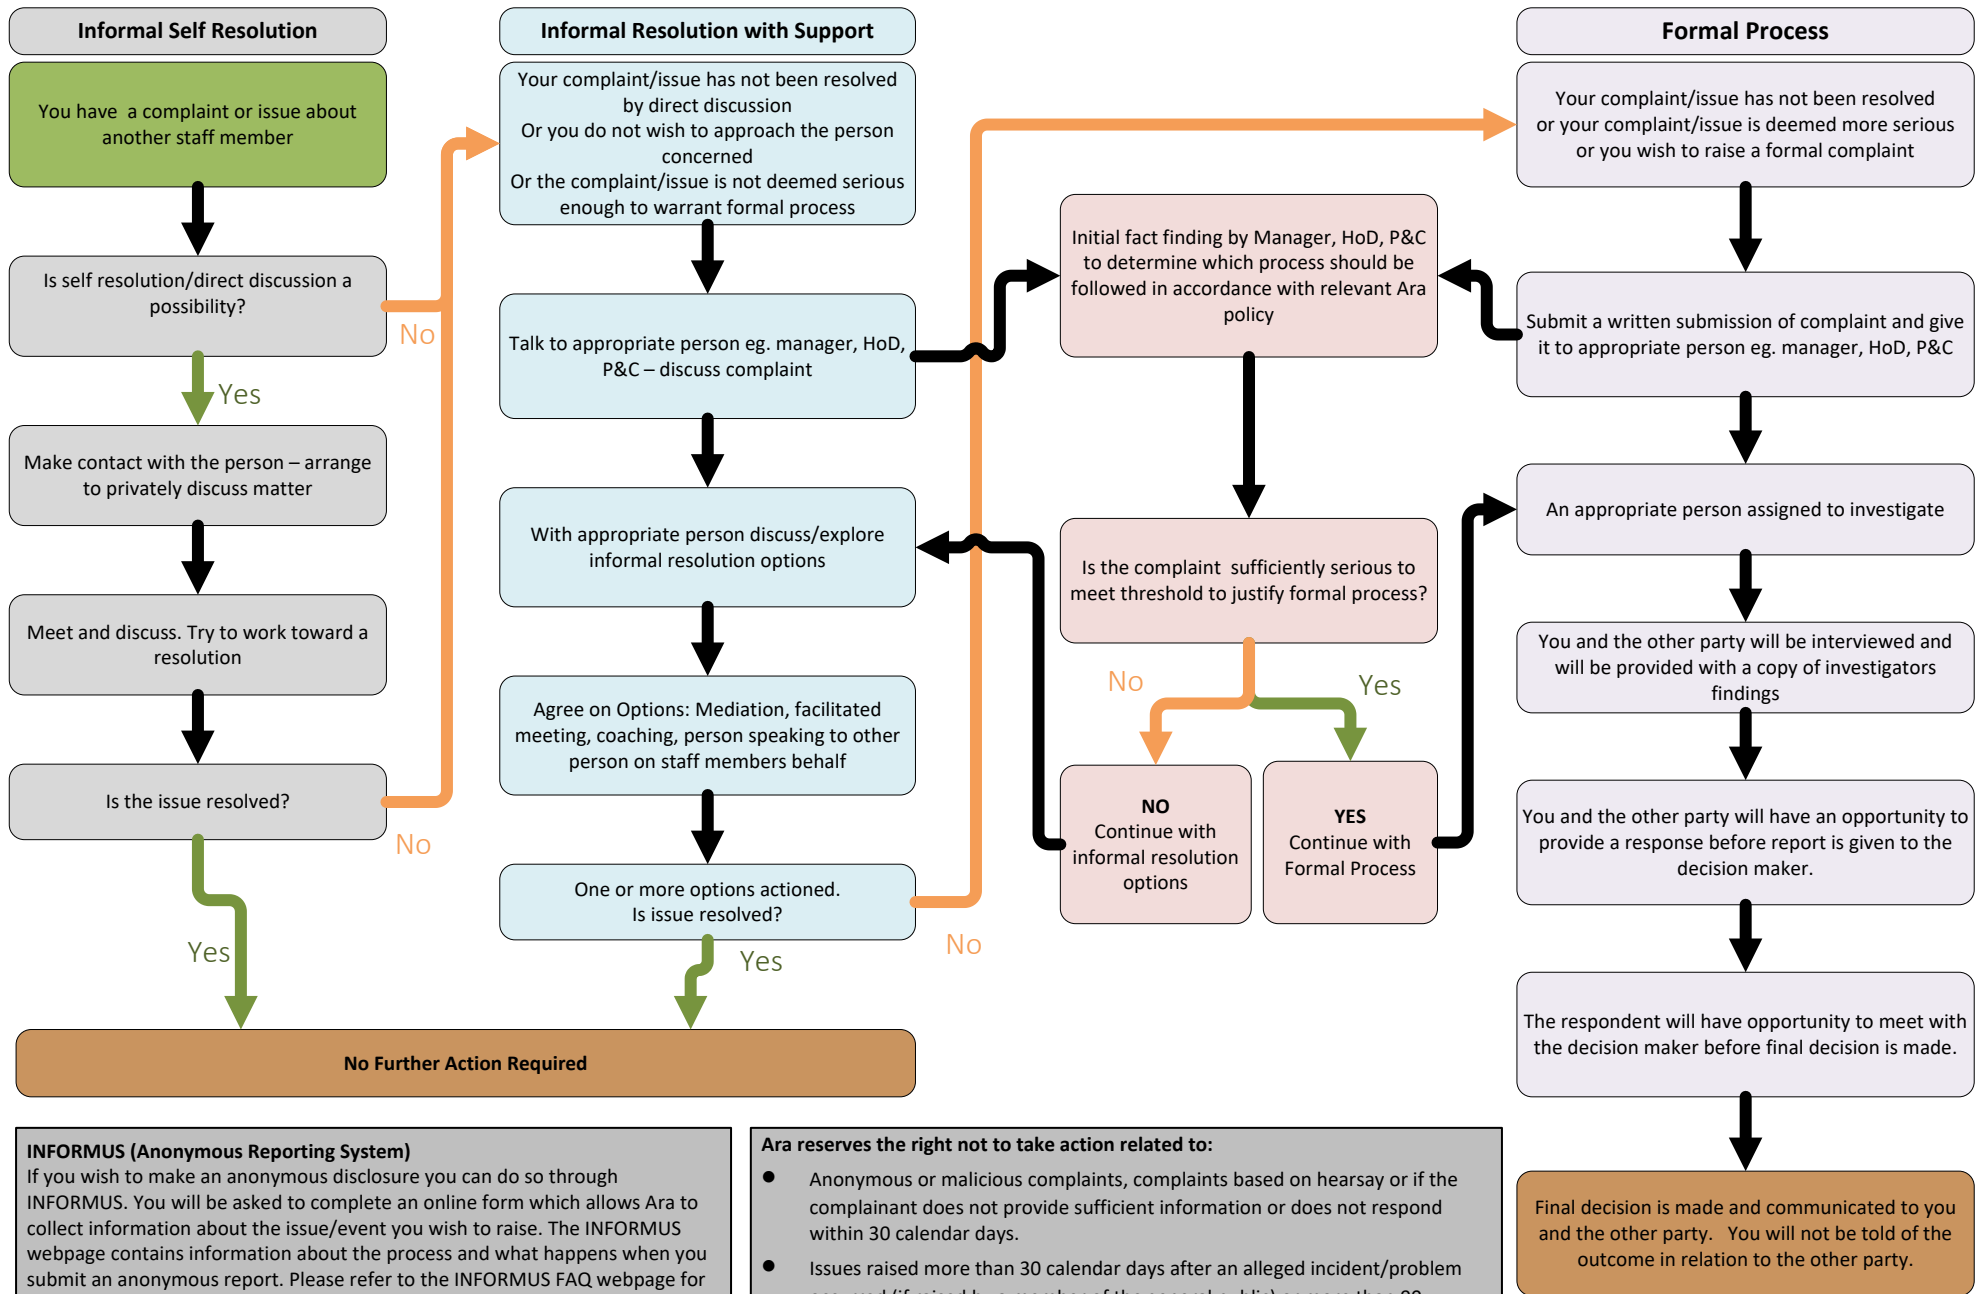 Informal Self Resolution
You have a complaint or issue about
another staff member
Is self resolution/direct discussion a
possibility?
No
Yes
Make contact with the person – arrange
to privately discuss matter
Meet and discuss. Try to work toward a
resolution
Is the issue resolved?
No
Yes
Informal Resolution with Support
Your complaint/issue has not been resolved
by direct discussion
Or you do not wish to approach the person
concerned
Or the complaint/issue is not deemed serious
enough to warrant formal process
Talk to appropriate person eg. manager, HoD,
P&C – discuss complaint
With appropriate person discuss/explore
informal resolution options
Agree on Options: Mediation, facilitated
meeting, coaching, person speaking to other
person on staff members behalf
One or more options actioned.
Is issue resolved?
No
Yes
No Further Action Required
Initial fact finding by Manager, HoD, P&C
to determine which process should be
followed in accordance with relevant Ara
policy
Is the complaint sufficiently serious to
meet threshold to justify formal process?
No
Yes
NO
Continue with
informal resolution
options
YES
Continue with
Formal Process
Formal Process
Your complaint/issue has not been resolved
or your complaint/issue is deemed more serious
or you wish to raise a formal complaint
Submit a written submission of complaint and give
it to appropriate person eg. manager, HoD, P&C
An appropriate person assigned to investigate
You and the other party will be interviewed and
will be provided with a copy of investigators
findings
You and the other party will have an opportunity to
provide a response before report is given to the
decision maker.
The respondent will have opportunity to meet with
the decision maker before final decision is made.
Final decision is made and communicated to you
and the other party. You will not be told of the
outcome in relation to the other party.
INFORMUS (Anonymous Reporting System)
If you wish to make an anonymous disclosure you can do so through
INFORMUS. You will be asked to complete an online form which allows Ara to
collect information about the issue/event you wish to raise. The INFORMUS
webpage contains information about the process and what happens when you
submit an anonymous report. Please refer to the INFORMUS FAQ webpage for
Ara reserves the right not to take action related to:
● Anonymous or malicious complaints, complaints based on hearsay or if the
complainant does not provide sufficient information or does not respond
within 30 calendar days.
● Issues raised more than 30 calendar days after an alleged incident/problem